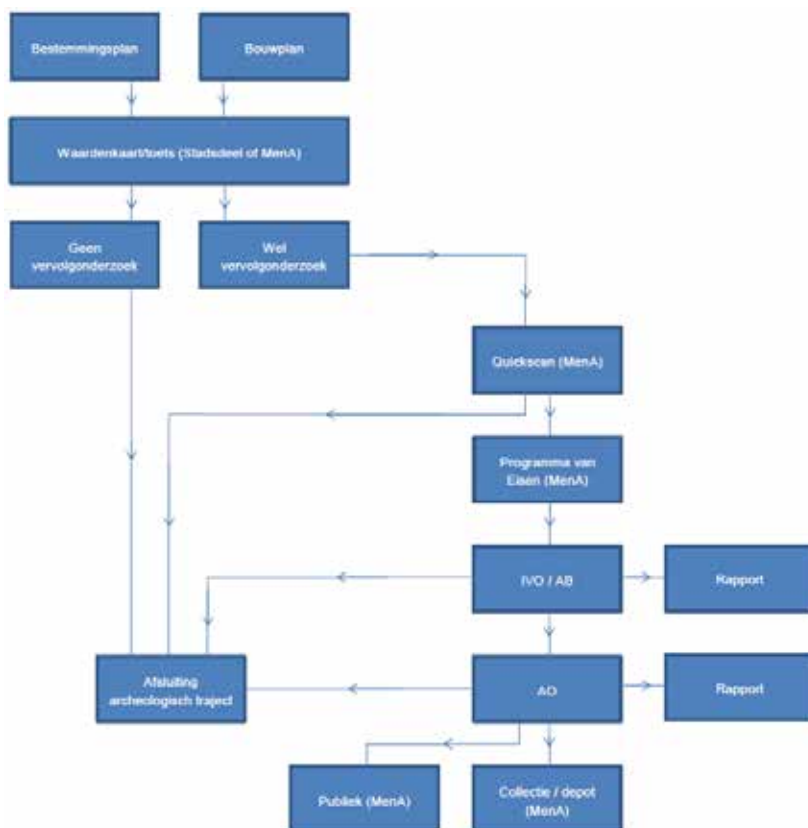 Bestemmingsplan
Bouwplan
Waardenkaart/toets (Stadsdeel of MenA)
Geen
vervolgonderzoek
Wel
vervolgonderzoek
Quickscan (MenA)
Programma van
Eisen (MenA)
IVO / AB
Rapport
Afsluiting
archeologisch traject
AO
Rapport
Publiek (MenA)
Collectie / depot
(MenA)